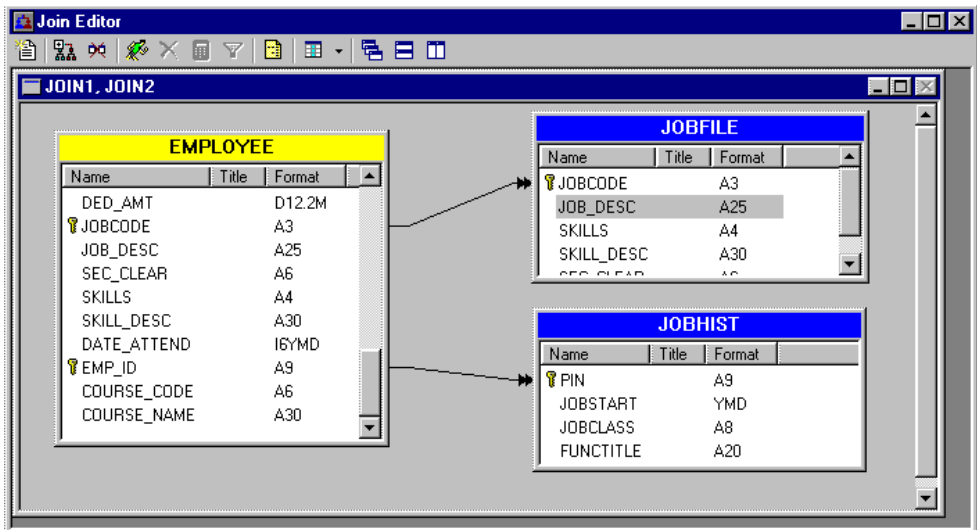 Join Editor
JOIN1, JOIN2
EMPLOYEE
Name Title Format
DED_AMT D12.2M
JOBCODE A3
JOB_DESC A25
SEC_CLEAR A6
SKILLS A4
SKILL_DESC A30
DATE_ATTEND I6YMD
EMP_ID A9
COURSE_CODE A6
COURSE_NAME A30
JOBFILE
Name Title Format
JOBCODE A3
JOB_DESC A25
SKILLS A4
SKILL_DESC A30
SEC_CLEAR A6
JOBHIST
Name Title Format
PIN A9
JOBSTART YMD
JOBCLASS A8
FUNCTITLE A20